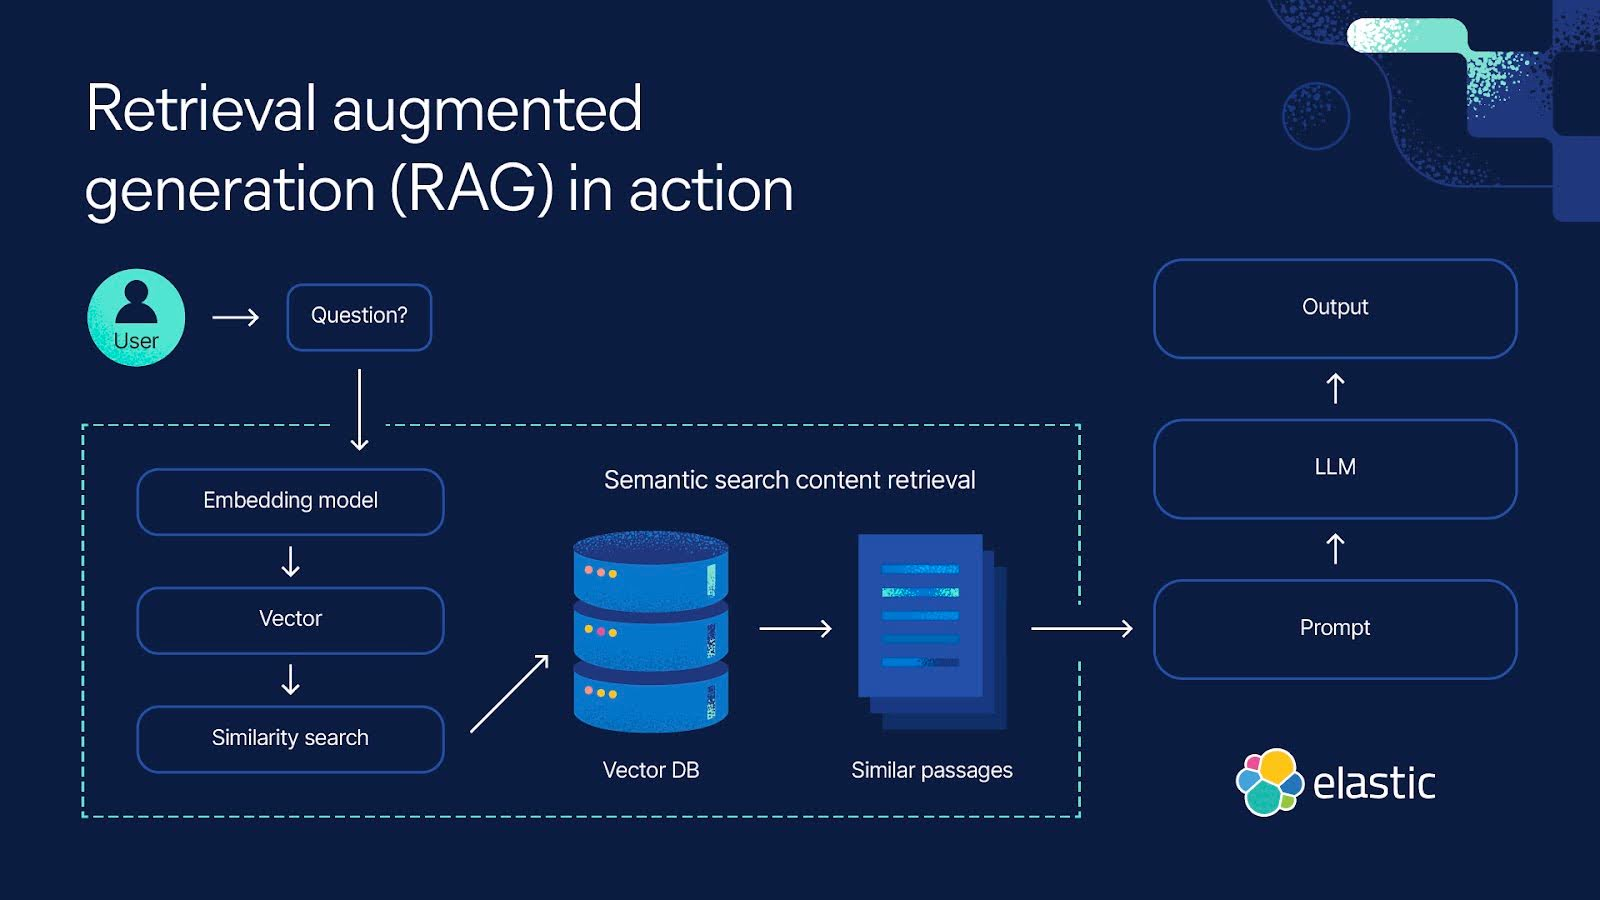 Retrieval augmented
generation (RAG) in action
User
Question?
Embedding model
Vector
Similarity search
Semantic search content retrieval
Vector DB
Similar passages
Output
LLM
Prompt
elastic